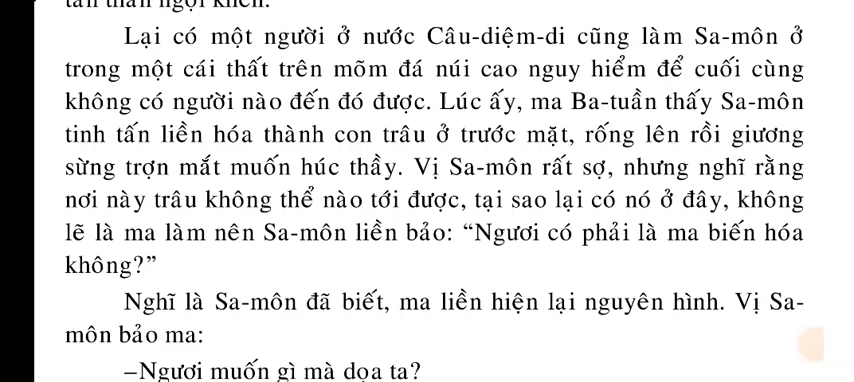 Lại có một người ở nước Câu-diệm-di cũng làm Sa-môn ở
trong một cái thất trên mõm đá núi cao nguy hiểm để cuối cùng
không có người nào đến đó được. Lúc ấy, ma Ba-tuần thấy Sa-môn
tinh tấn liền hóa thành con trâu ở trước mặt, rống lên rồi giương
sừng trợn mắt muốn húc thầy. Vị Sa-môn rất sợ, nhưng nghĩ rằng
nơi này trâu không thể nào tới được, tại sao lại có nó ở đây, không
lẽ là ma làm nên Sa-môn liền bảo: “Ngươi có phải là ma biến hóa
không?”
Nghĩ là Sa-môn đã biết, ma liền hiện lại nguyên hình. Vị Sa-
môn bảo ma:
–Ngươi muốn gì mà dọa ta?